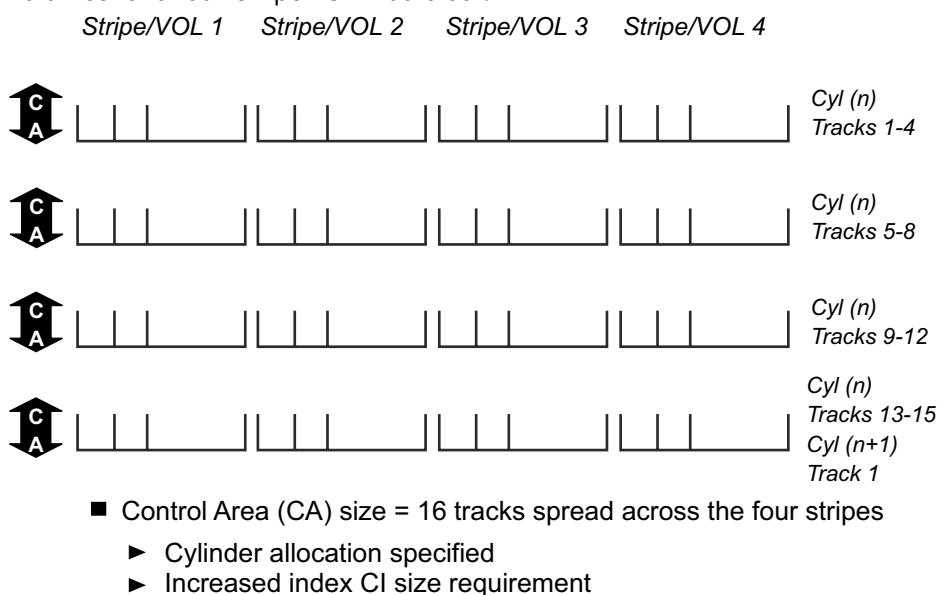 Stripe/VOL 1 Stripe/VOL 2 Stripe/VOL 3 Stripe/VOL 4
C
A
Cyl (n)
Tracks 1-4
C
A
Cyl (n)
Tracks 5-8
C
A
Cyl (n)
Tracks 9-12
C
A
Cyl (n)
Tracks 13-15
Cyl (n+1)
Track 1
■ Control Area (CA) size = 16 tracks spread across the four stripes
► Cylinder allocation specified
► Increased index CI size requirement